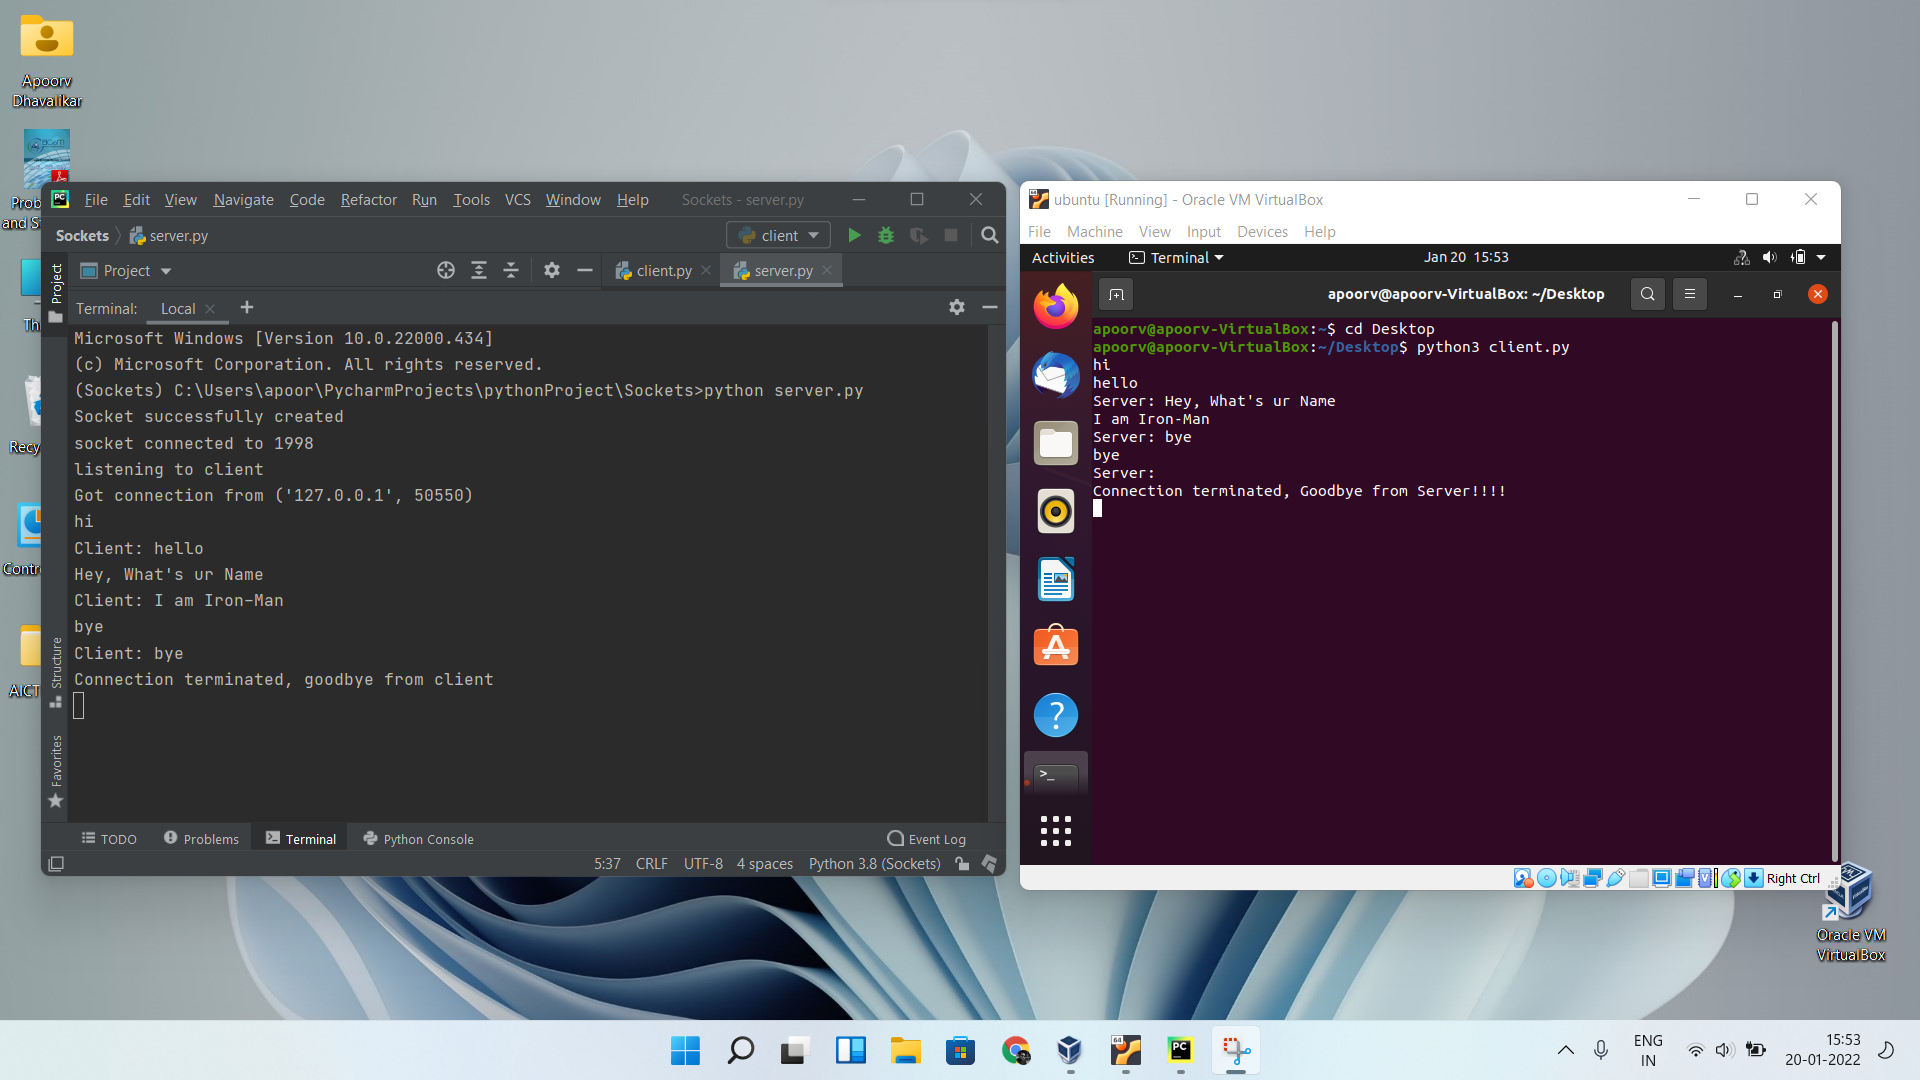 Apoorv
Dhavalikar
and S
Recy
Contr
AICT
PC File Edit View Navigate Code Refactor Run Tools VCS Window Help Sockets - server.py
Sockets server.py client
Project Project client.py server.py
Terminal: Local +
Microsoft Windows [Version 10.0.22000.434]
(c) Microsoft Corporation. All rights reserved.
(Sockets) C:\Users\apoor\PycharmProjects\pythonProject\Sockets>python server.py
Socket successfully created
socket connected to 1998
listening to client
Got connection from ('127.0.0.1', 50550)
hi
Client: hello
Hey, What's ur Name
Client: I am Iron-Man
bye
Client: bye
Connection terminated, goodbye from client
Structure
Favorites
TODO Problems Terminal Python Console Event Log
5:37 CRLF UTF-8 4 spaces Python 3.8 (Sockets)
ubuntu [Running] - Oracle VM VirtualBox
File Machine View Input Devices Help
Activities Terminal Jan 20 15:53
apoorv@apoorv-VirtualBox: ~/Desktop
apoorv@apoorv-VirtualBox:~$ cd Desktop
apoorv@apoorv-VirtualBox:~/Desktop$ python3 client.py
hi
hello
Server: Hey, What's ur Name
I am Iron-Man
Server: bye
bye
Server:
Connection terminated, Goodbye from Server!!!!
Right Ctrl
Oracle VM
VirtualBox
ENG
IN
15:53
20-01-2022